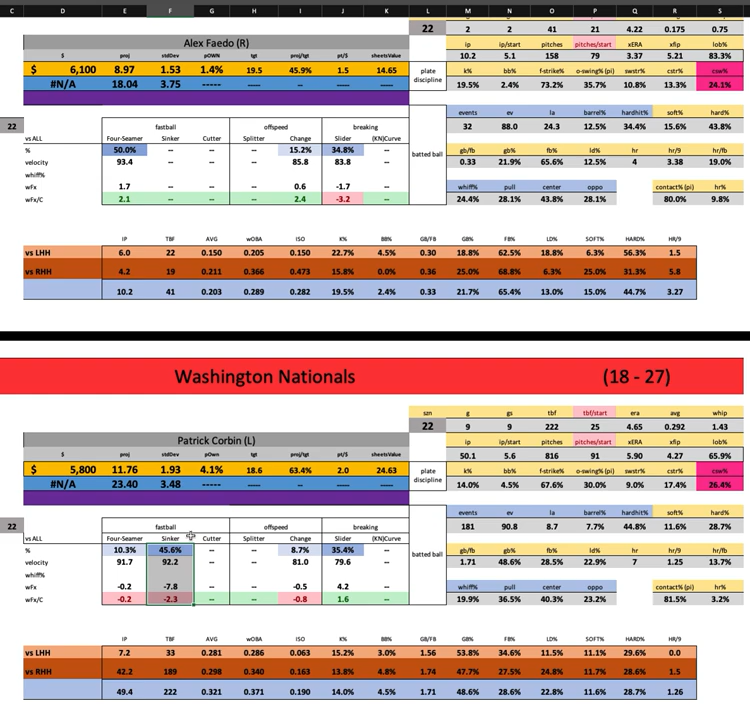 C D E F G H I J K L M N O P Q R S
22 2 2 41 21 4.22 0.175 0.75
ip ip/start pitches pitches/start xERA xfip lob%
Alex Faedo (R) 10.2 5.1 158 79 3.37 5.21 83.3%
$ proj stdDev pOWN tgt proj/tgt pt/$ sheetsValue plate discipline k% bb% f-strike% o-swing% (pi) swstr% cstr% csw%
$ 6,100 8.97 1.53 1.4% 19.5 45.9% 1.5 14.65 19.5% 2.4% 73.2% 35.7% 10.8% 13.3% 24.1%
#N/A 18.04 3.75 ----- ---- ---- ----
events ev la barrel% hardhit% soft% hard%
22 fastball offspeed breaking 32 88.0 24.3 12.5% 34.4% 15.6% 43.8%
vs ALL Four-Seamer Sinker Cutter Splitter Change Slider (KN)Curve
% 50.0% -- -- -- 15.2% 34.8% -- batted ball gb/fb gb% fb% ld% hr hr/9 hr/fb
velocity 93.4 -- -- -- 85.8 83.8 -- 0.33 21.9% 65.6% 12.5% 4 3.38 19.0%
whiff%
wFx 1.7 -- -- -- 0.6 -1.7 -- whiff% pull center oppo contact% (pi) hr%
wFx/C 2.1 -- -- -- 2.4 -3.2 -- 24.4% 28.1% 43.8% 28.1% 80.0% 9.8%
IP TBF AVG wOBA ISO K% BB% GB/FB GB% FB% LD% SOFT% HARD% HR/9
vs LHH 6.0 22 0.150 0.205 0.150 22.7% 4.5% 0.30 18.8% 62.5% 18.8% 6.3% 56.3% 1.5
vs RHH 4.2 19 0.211 0.366 0.473 15.8% 0.0% 0.36 25.0% 68.8% 6.3% 25.0% 31.3% 5.8
10.2 41 0.203 0.289 0.282 19.5% 2.4% 0.33 21.7% 65.4% 13.0% 15.0% 44.7% 3.27
Washington Nationals (18 - 27)
szn g gs tbf tbf/start era avg whip
22 9 9 222 25 4.65 0.292 1.43
Patrick Corbin (L) ip ip/start pitches pitches/start xERA xfip lob%
$ proj stdDev pOwn tgt proj/tgt pt/$ sheetsValue 50.1 5.6 816 91 5.90 4.27 65.9%
$ 5,800 11.76 1.93 4.1% 18.6 63.4% 2.0 24.63 plate discipline k% bb% f-strike% o-swing% (pi) swstr% cstr% csw%
#N/A 23.40 3.48 ----- ---- ---- ---- 14.0% 4.5% 67.6% 30.0% 9.0% 17.4% 26.4%
events ev la barrel% hardhit% soft% hard%
22 fastball offspeed breaking 181 90.8 8.7 7.7% 44.8% 11.6% 28.7%
vs ALL Four-Seamer Sinker Cutter Splitter Change Slider (KN)Curve
% 10.3% 45.6% -- -- 8.7% 35.4% -- batted ball gb/fb gb% fb% ld% hr hr/9 hr/fb
velocity 91.7 92.2 -- -- 81.0 79.6 -- 1.71 48.6% 28.5% 22.9% 7 1.25 13.7%
whiff%
wFx -0.2 -7.8 -- -- -0.5 4.2 -- whiff% pull center oppo contact% (pi) hr%
wFx/C -0.2 -2.3 -- -- -0.8 1.6 -- 19.9% 36.5% 40.3% 23.2% 81.5% 3.2%
IP TBF AVG wOBA ISO K% BB% GB/FB GB% FB% LD% SOFT% HARD% HR/9
vs LHH 7.2 33 0.281 0.286 0.063 15.2% 3.0% 1.56 53.8% 34.6% 11.5% 11.1% 29.6% 0.0
vs RHH 42.2 189 0.298 0.340 0.163 13.8% 4.8% 1.74 47.7% 27.5% 24.8% 11.7% 28.6% 1.5
49.4 222 0.321 0.371 0.190 14.0% 4.5% 1.71 48.6% 28.6% 22.8% 11.6% 28.7% 1.26